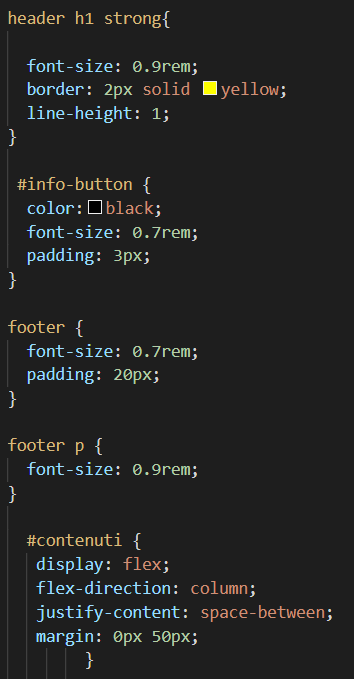 header h1 strong{
font-size: 0.9rem;
border: 2px solid yellow;
line-height: 1;
}
#info-button {
color:black;
font-size: 0.7rem;
padding: 3px;
}
footer {
font-size: 0.7rem;
padding: 20px;
}
footer p {
font-size: 0.9rem;
}
#contenuti {
display: flex;
flex-direction: column;
justify-content: space-between;
margin: 0px 50px;
}